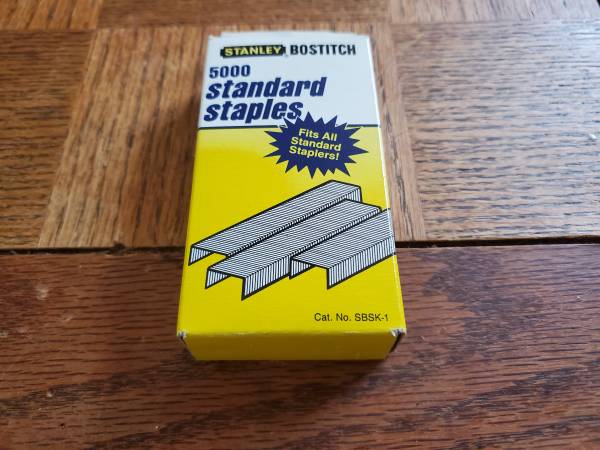 STANLEY BOSTITCH
5000
standard
staples
Fits All
Standard
Staplers!
Cat. No. SBSK-1